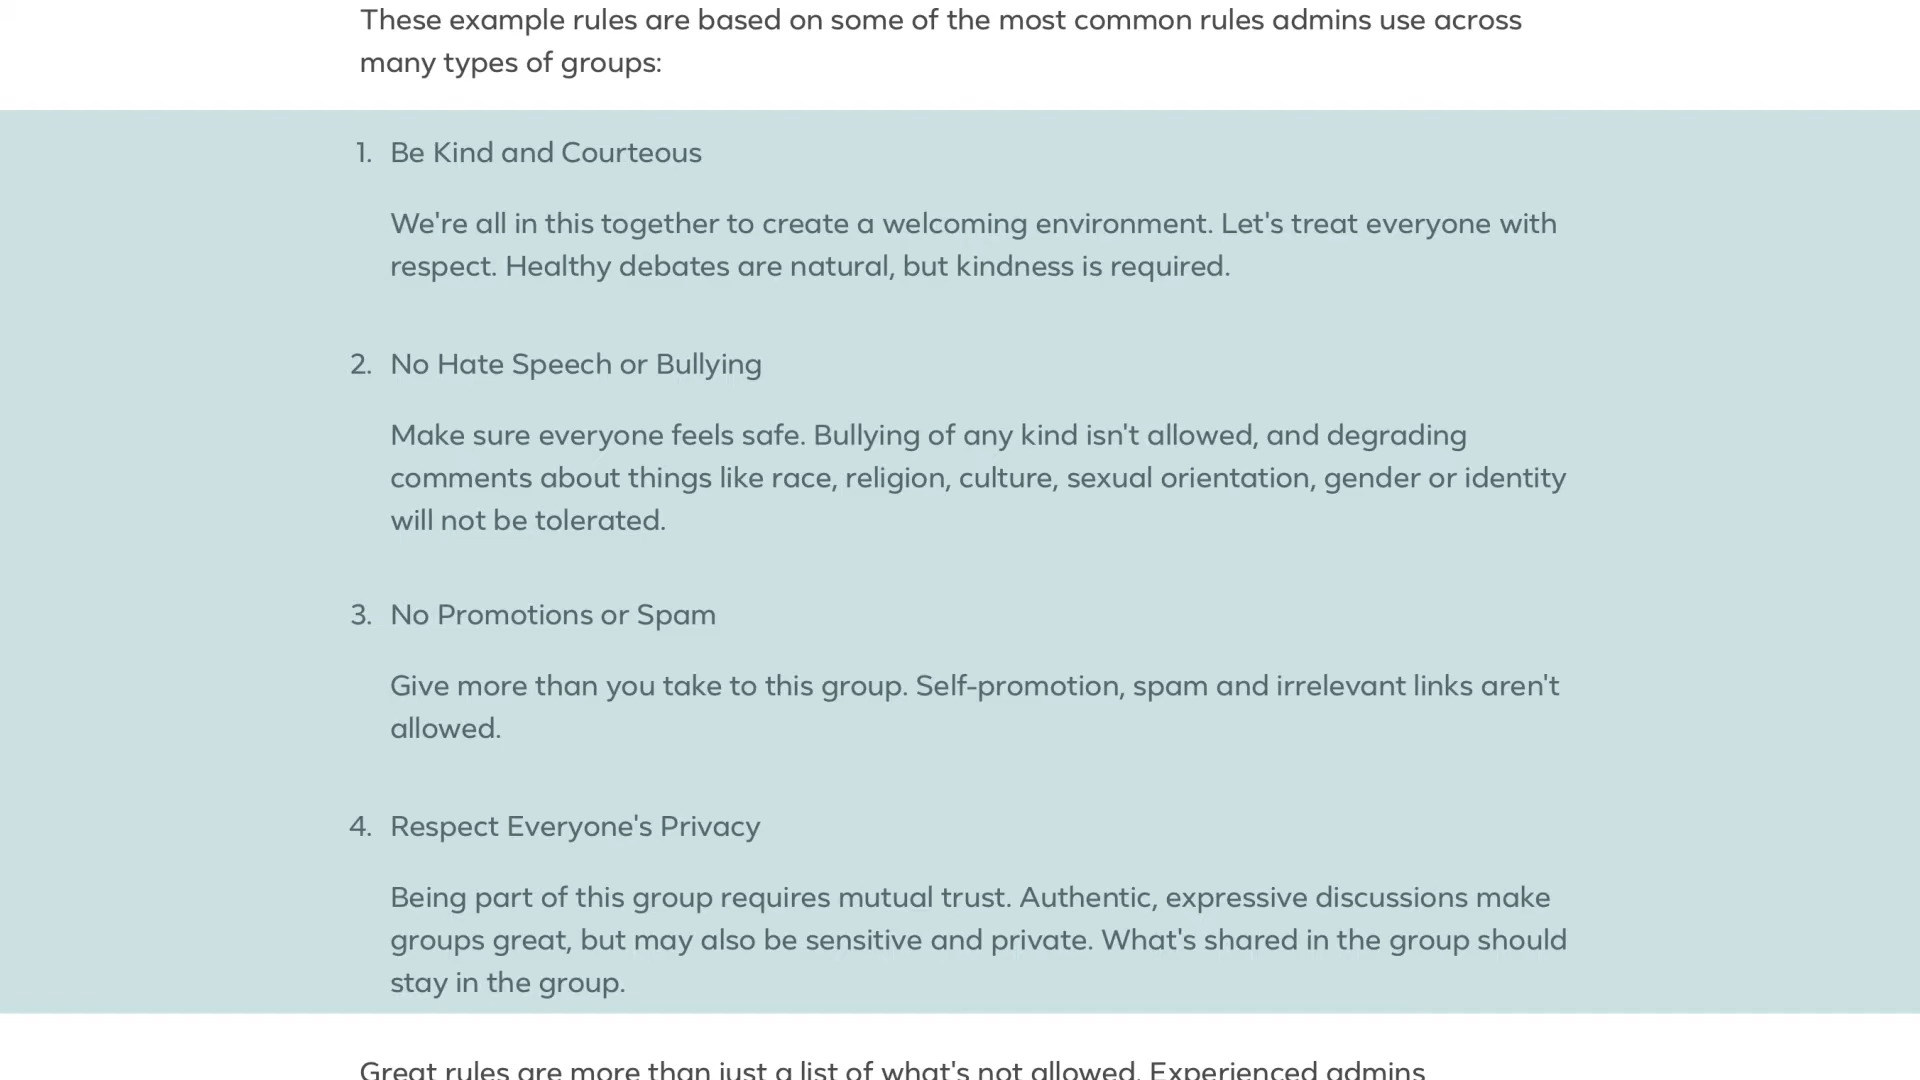 These example rules are based on some of the most common rules admins use across
many types of groups:
1. Be Kind and Courteous
We're all in this together to create a welcoming environment. Let's treat everyone with
respect. Healthy debates are natural, but kindness is required.
2. No Hate Speech or Bullying
Make sure everyone feels safe. Bullying of any kind isn't allowed, and degrading
comments about things like race, religion, culture, sexual orientation, gender or identity
will not be tolerated.
3. No Promotions or Spam
Give more than you take to this group. Self-promotion, spam and irrelevant links aren't
allowed.
4. Respect Everyone's Privacy
Being part of this group requires mutual trust. Authentic, expressive discussions make
groups great, but may also be sensitive and private. What's shared in the group should
stay in the group.
Great rules are more than just a list of what's not allowed. Experienced admins